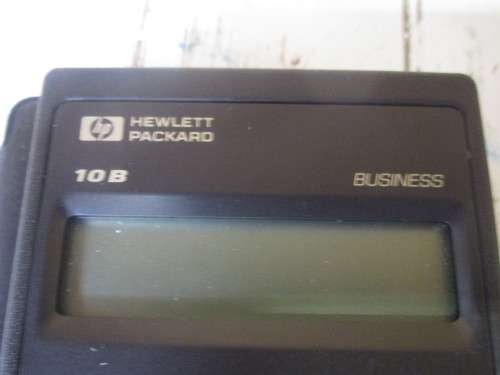 hp HEWLETT
PACKARD
10B BUSINESS